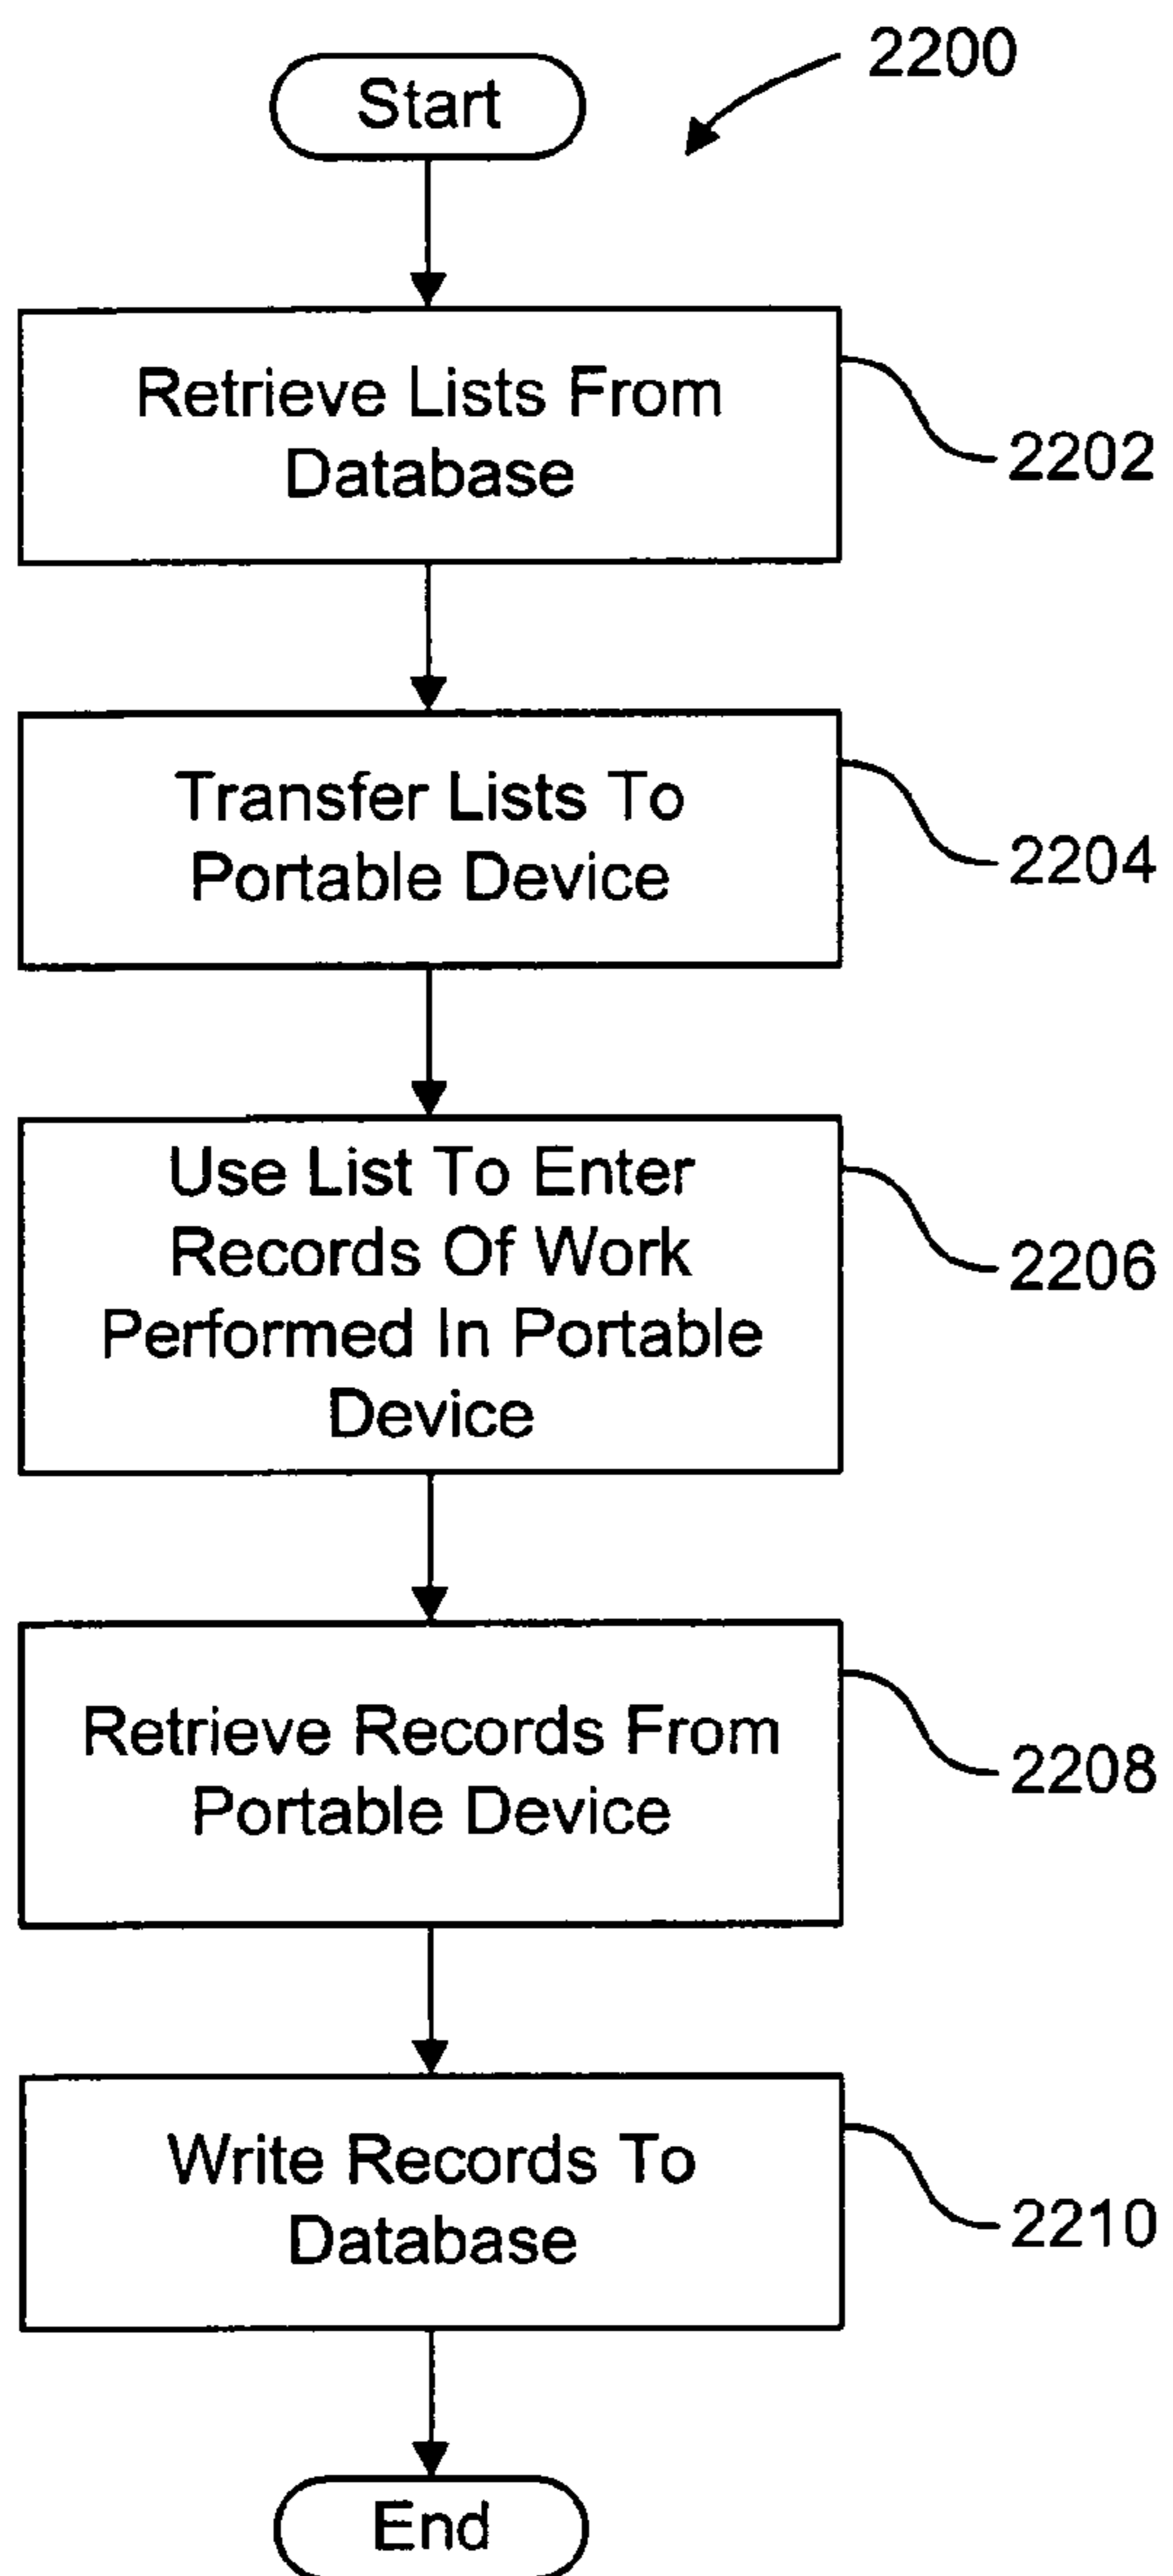 Start
2200
Retrieve Lists From
Database
2202
Transfer Lists To
Portable Device
2204
Use List To Enter
Records Of Work
Performed In Portable
Device
2206
Retrieve Records From
Portable Device
2208
Write Records To
Database
2210
End